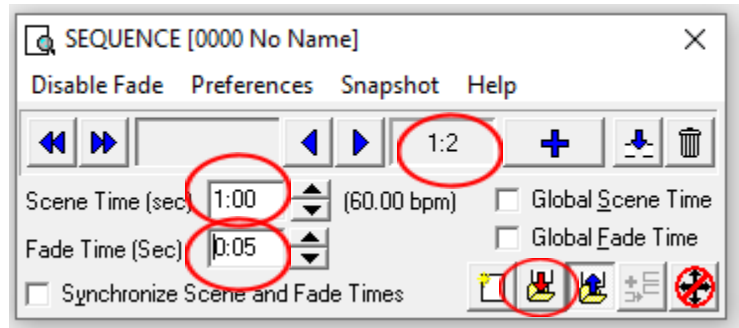 SEQUENCE [0000 No Name]
Disable Fade Preferences Snapshot Help
1:2
Scene Time (sec) 1:00 (60.00 bpm) Global Scene Time
Fade Time (Sec) 0:05 Global Fade Time
Synchronize Scene and Fade Times